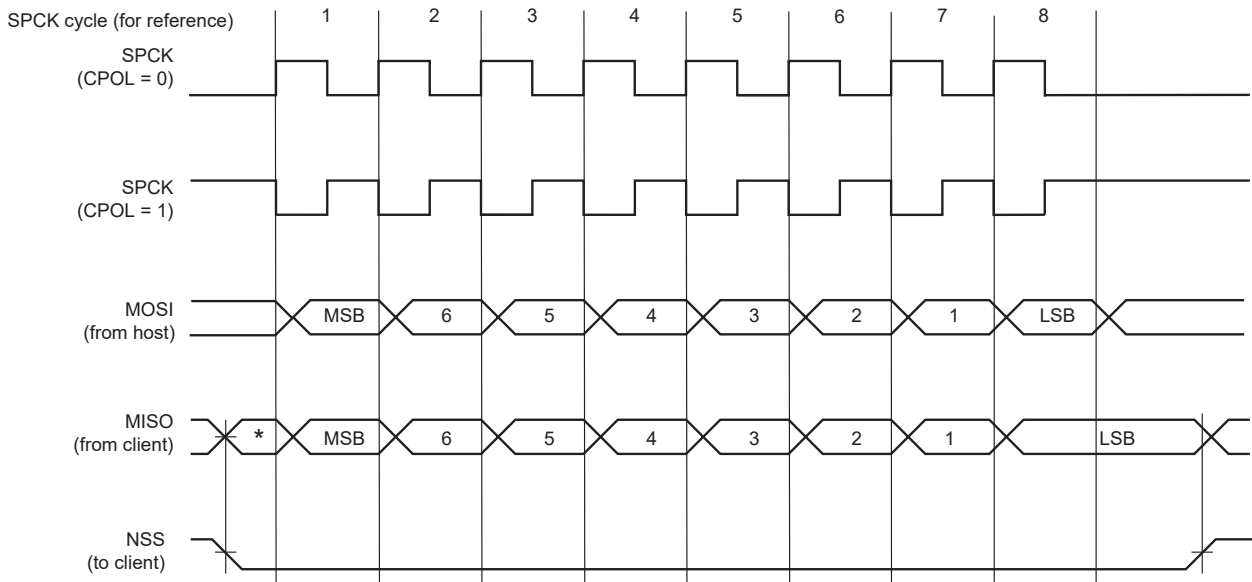 SPCK cycle (for reference) 1 2 3 4 5 6 7 8
SPCK
(CPOL = 0)
SPCK
(CPOL = 1)
MOSI
(from host)
MSB 6 5 4 3 2 1 LSB
MISO
(from client)
* MSB 6 5 4 3 2 1 LSB
NSS
(to client)